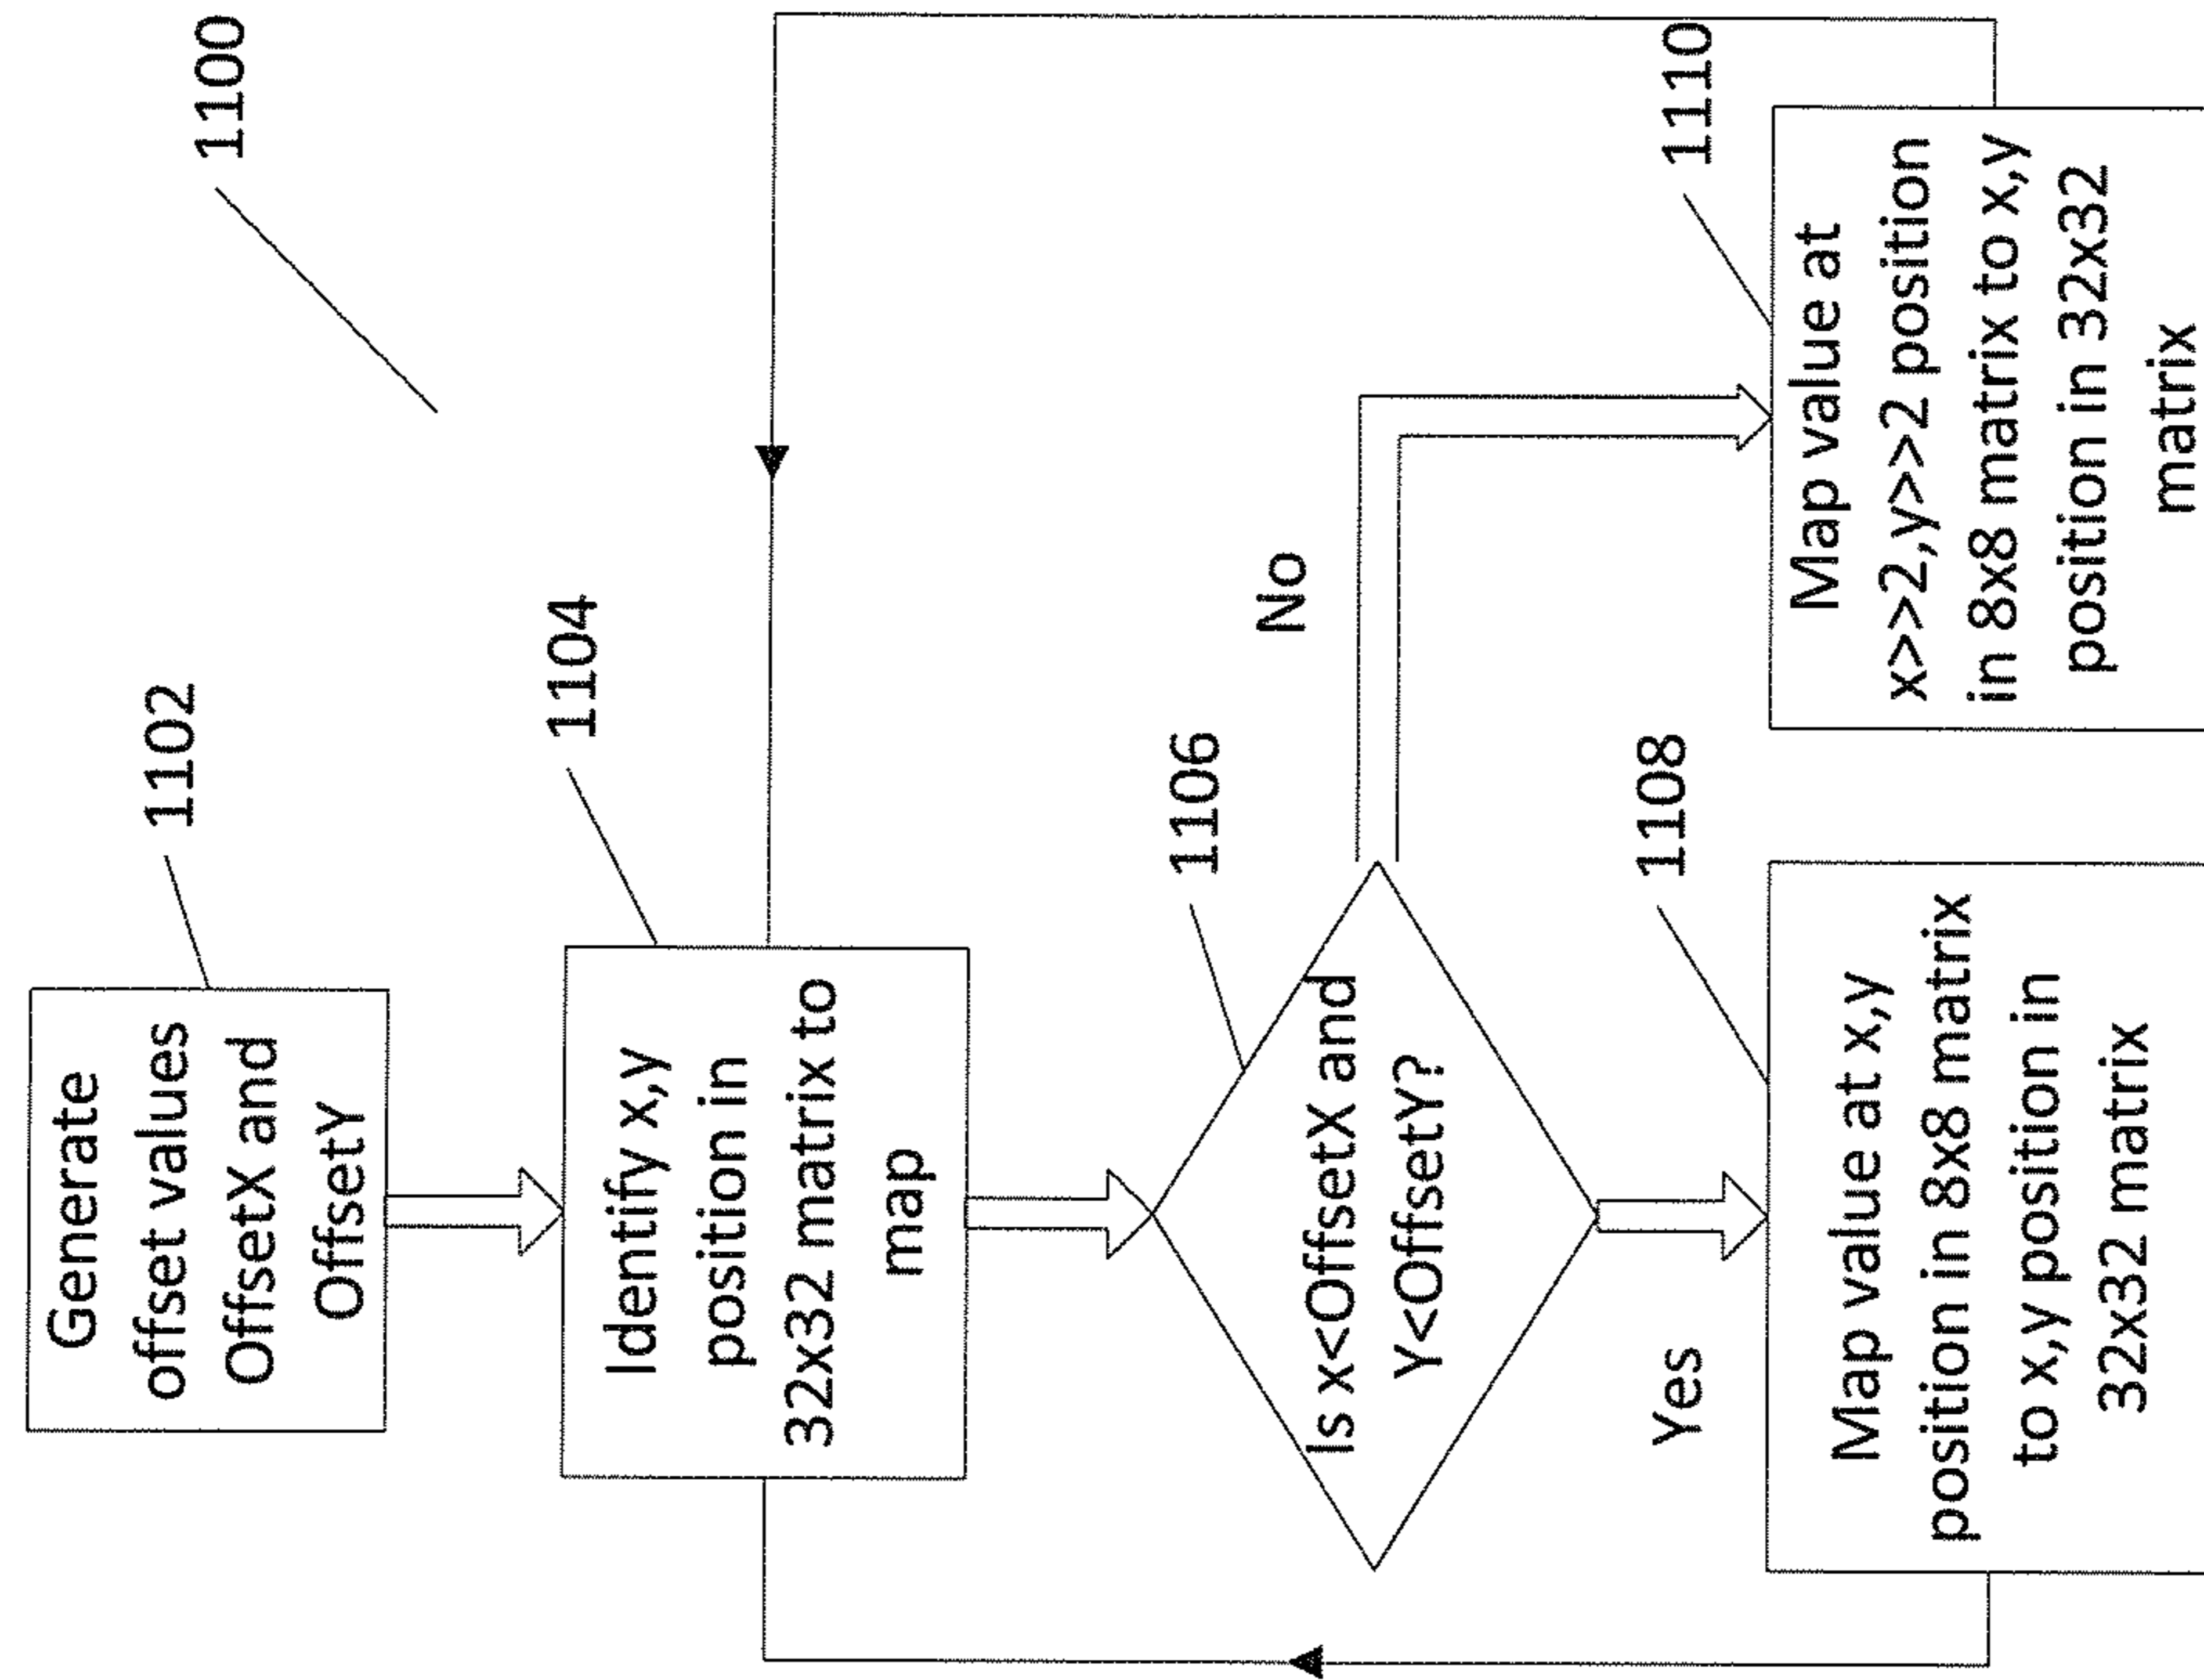 1100
1102
Generate
offset values
OffsetX and
OffsetY
1104
Identify x,y
position in
32x32 matrix to
map
1106
Is x<OffsetX and
Y<OffsetY?
No
Yes
1108
Map value at x,y
position in 8x8 matrix
to x,y position in
32x32 matrix
1110
Map value at
x>>2,y>>2 position
in 8x8 matrix to x,y
position in 32x32
matrix